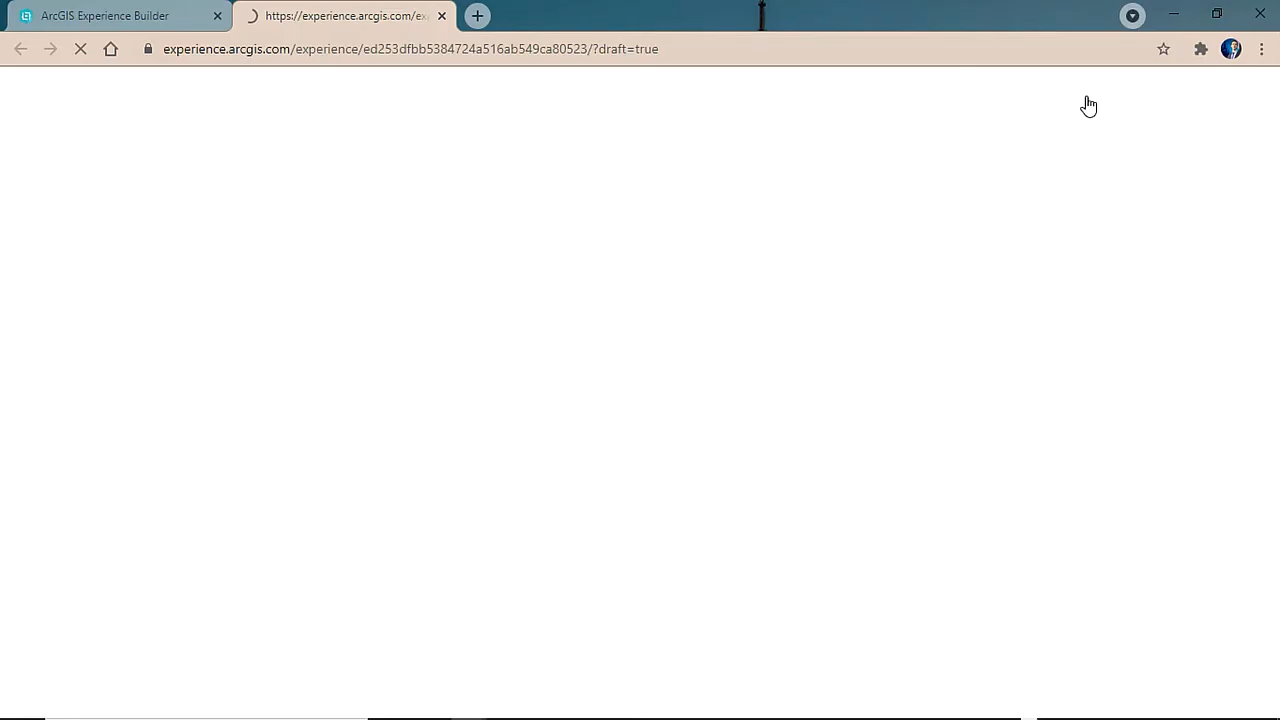 ArcGIS Experience Builder
https://experience.arcgis.com/ex
experience.arcgis.com/experience/ed253dfbb5384724a516ab549ca80523/?draft=true